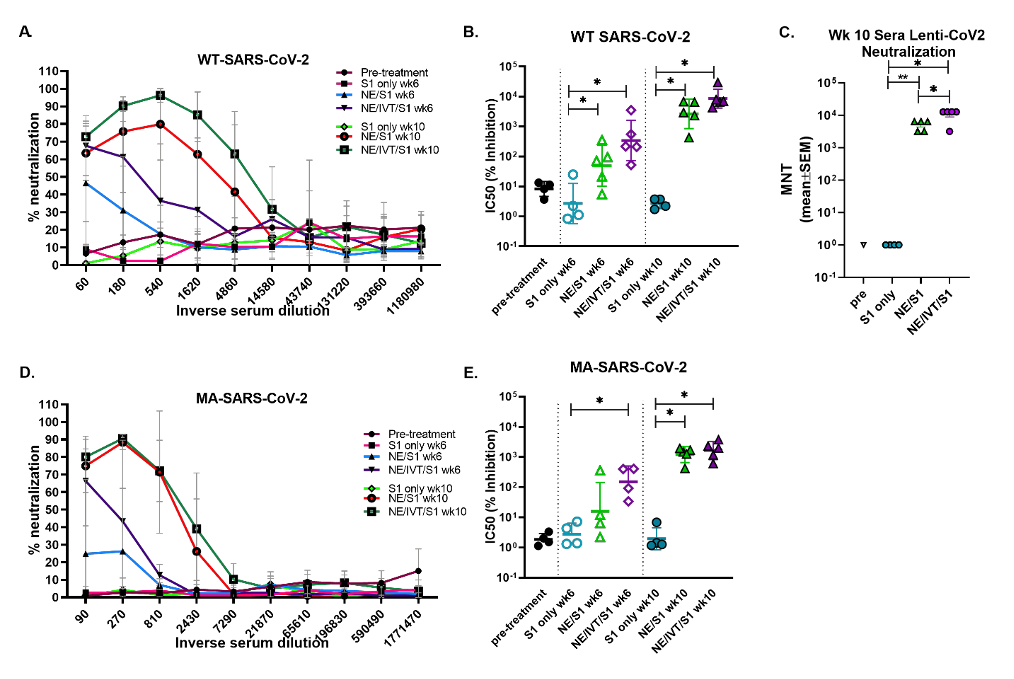 A.
WT-SARS-CoV-2
% neutralization
110
100
90
80
70
60
50
40
30
20
10
0
60
180
540
1620
4860
14580
43740
131220
393660
1180980
Inverse serum dilution
Pre-treatment
S1 only wk6
NE/S1 wk6
NE/IVT/S1 wk6
S1 only wk10
NE/S1 wk10
NE/IVT/S1 wk10
B.
WT SARS-CoV-2
IC50 (% Inhibition)
10^5
10^4
10^3
10^2
10^1
10^0
10^-1
*
*
*
*
pre-treatment
S1 only wk6
NE/S1 wk6
NE/IVT/S1 wk6
S1 only wk10
NE/S1 wk10
NE/IVT/S1 wk10
C.
Wk 10 Sera Lenti-CoV2
Neutralization
MNT
(mean±SEM)
10^5
10^4
10^3
10^2
10^1
10^0
10^-1
*
**
*
pre
S1 only
NE/S1
NE/IVT/S1
D.
MA-SARS-CoV-2
% neutralization
110
100
90
80
70
60
50
40
30
20
10
0
90
270
810
2430
7290
21870
65610
196830
590490
1771470
Inverse serum dilution
Pre-treatment
S1 only wk6
NE/S1 wk6
NE/IVT/S1 wk6
S1 only wk10
NE/S1 wk10
NE/IVT/S1 wk10
E.
MA-SARS-CoV-2
IC50 (% Inhibition)
10^5
10^4
10^3
10^2
10^1
10^0
10^-1
*
*
*
pre-treatment
S1 only wk6
NE/S1 wk6
NE/IVT/S1 wk6
S1 only wk10
NE/S1 wk10
NE/IVT/S1 wk10